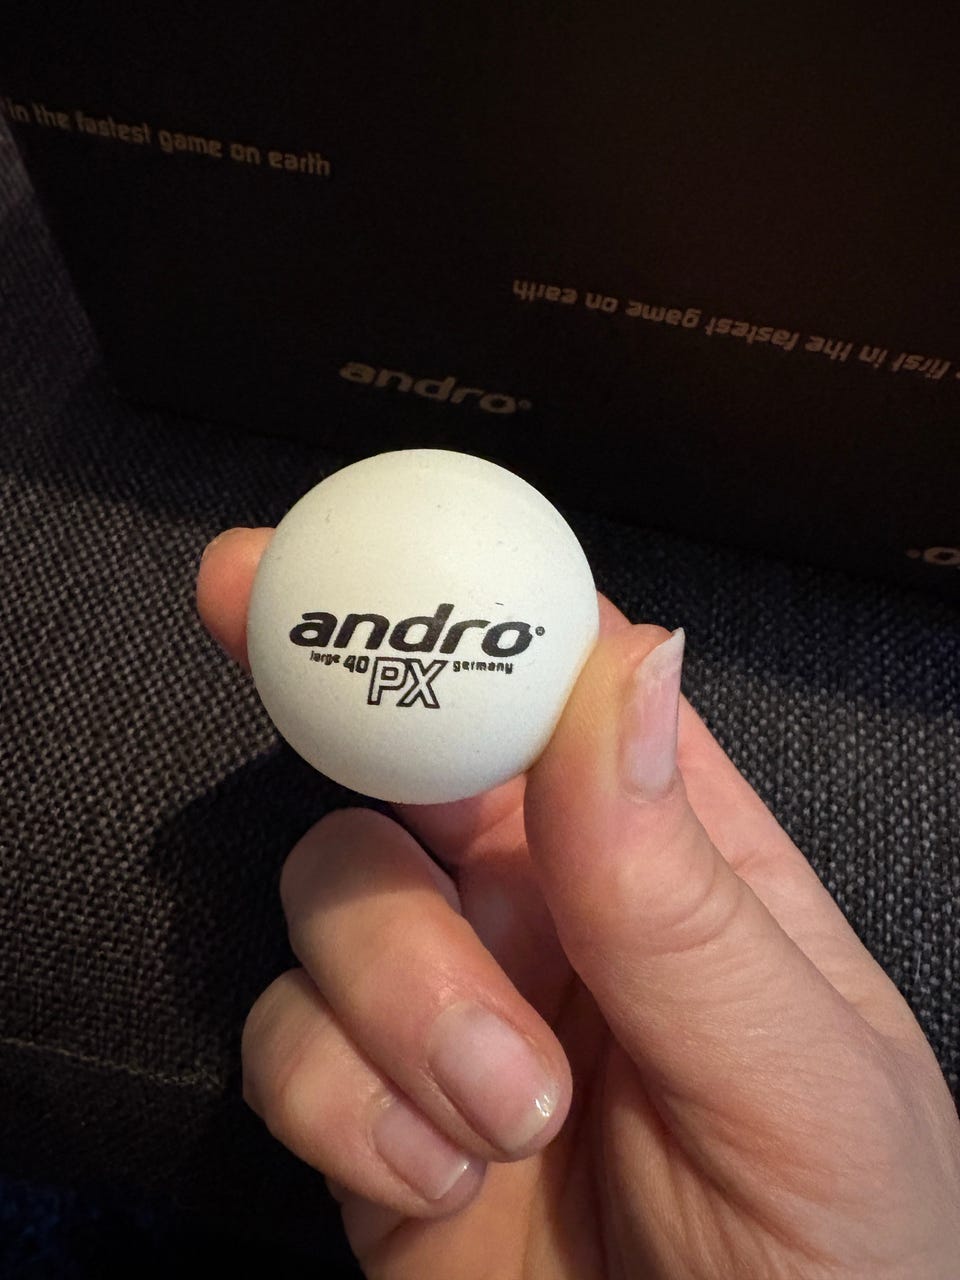 in the fastest game on earth
first in the fastest game on earth
andro®
andro®
large 40 PX germany